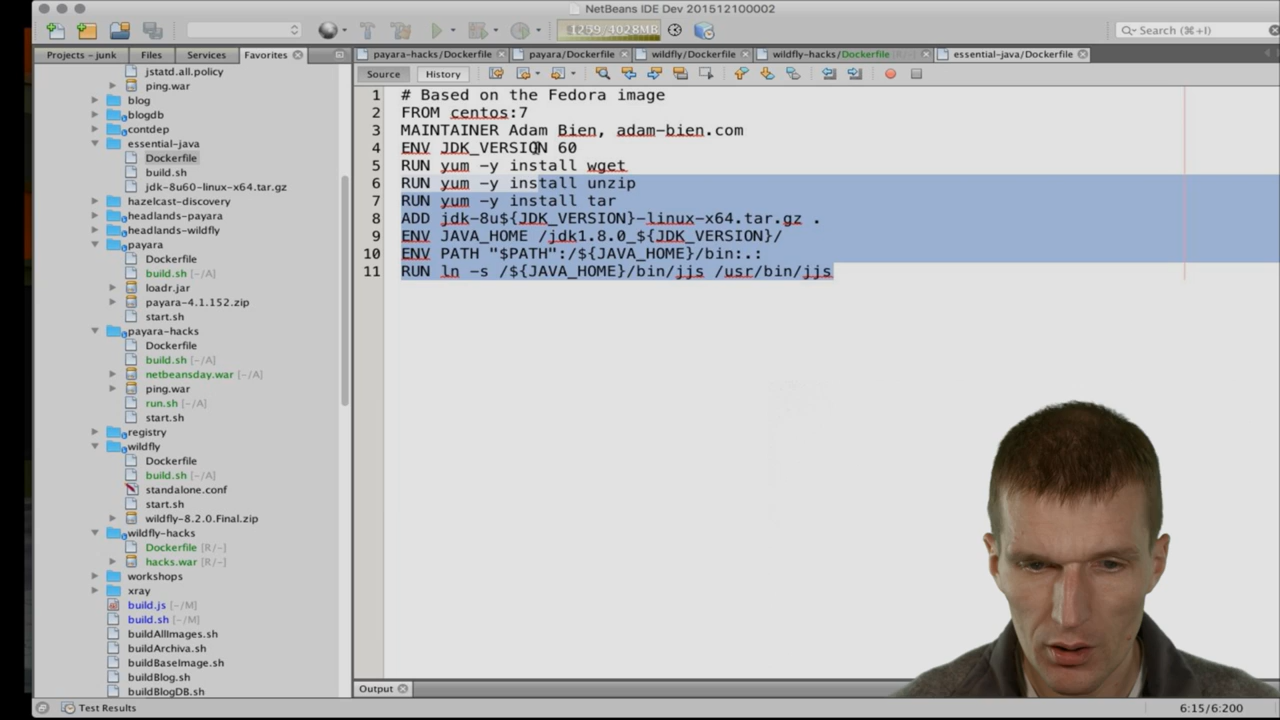 NetBeans IDE Dev 201512100002
1259/4028MB
Search (⌘+I)
Projects – junk
Files
Services
Favorites
payara-hacks/Dockerfile
payara/Dockerfile
wildfly/Dockerfile
wildfly-hacks/Dockerfile
essential-java/Dockerfile
Source
History
jstatd.all.policy
ping.war
blog
blogdb
contdep
essential-java
Dockerfile
build.sh
jdk-8u60-linux-x64.tar.gz
hazelcast-discovery
headlands-payara
headlands-wildfly
payara
Dockerfile
build.sh [-/A]
loadr.jar
payara-4.1.152.zip
start.sh
payara-hacks
Dockerfile
build.sh [-/A]
netbeansday.war [-/A]
ping.war
run.sh [-/A]
start.sh
registry
wildfly
Dockerfile
build.sh [-/A]
standalone.conf
start.sh
wildfly-8.2.0.Final.zip
wildfly-hacks
Dockerfile [R/-]
hacks.war [R/-]
workshops
xray
build.js [-/M]
build.sh [-/M]
buildAllImages.sh
buildArchiva.sh
buildBaseImage.sh
buildBlog.sh
buildBlogDB.sh
1 # Based on the Fedora image
2 FROM centos:7
3 MAINTAINER Adam Bien, adam-bien.com
4 ENV JDK_VERSION 60
5 RUN yum -y install wget
6 RUN yum -y install unzip
7 RUN yum -y install tar
8 ADD jdk-8u${JDK_VERSION}-linux-x64.tar.gz .
9 ENV JAVA_HOME /jdk1.8.0_${JDK_VERSION}/
10 ENV PATH "$PATH":/${JAVA_HOME}/bin:.:
11 RUN ln -s /${JAVA_HOME}/bin/jjs /usr/bin/jjs
Output
Test Results
6:15/6:200